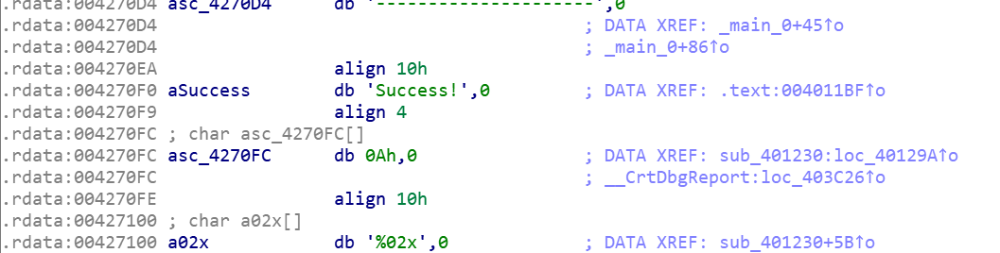 .rdata:004270D4 asc_4270D4 db '---------------------',0
.rdata:004270D4 ; DATA XREF: _main_0+45↑o
.rdata:004270D4 ; _main_0+86↑o
.rdata:004270EA align 10h
.rdata:004270F0 aSuccess db 'Success!',0 ; DATA XREF: .text:004011BF↑o
.rdata:004270F9 align 4
.rdata:004270FC ; char asc_4270FC[]
.rdata:004270FC asc_4270FC db 0Ah,0 ; DATA XREF: sub_401230:loc_40129A↑o
.rdata:004270FC ; __CrtDbgReport:loc_403C26↑o
.rdata:004270FE align 10h
.rdata:00427100 ; char a02x[]
.rdata:00427100 a02x db '%02x',0 ; DATA XREF: sub_401230+5B↑o